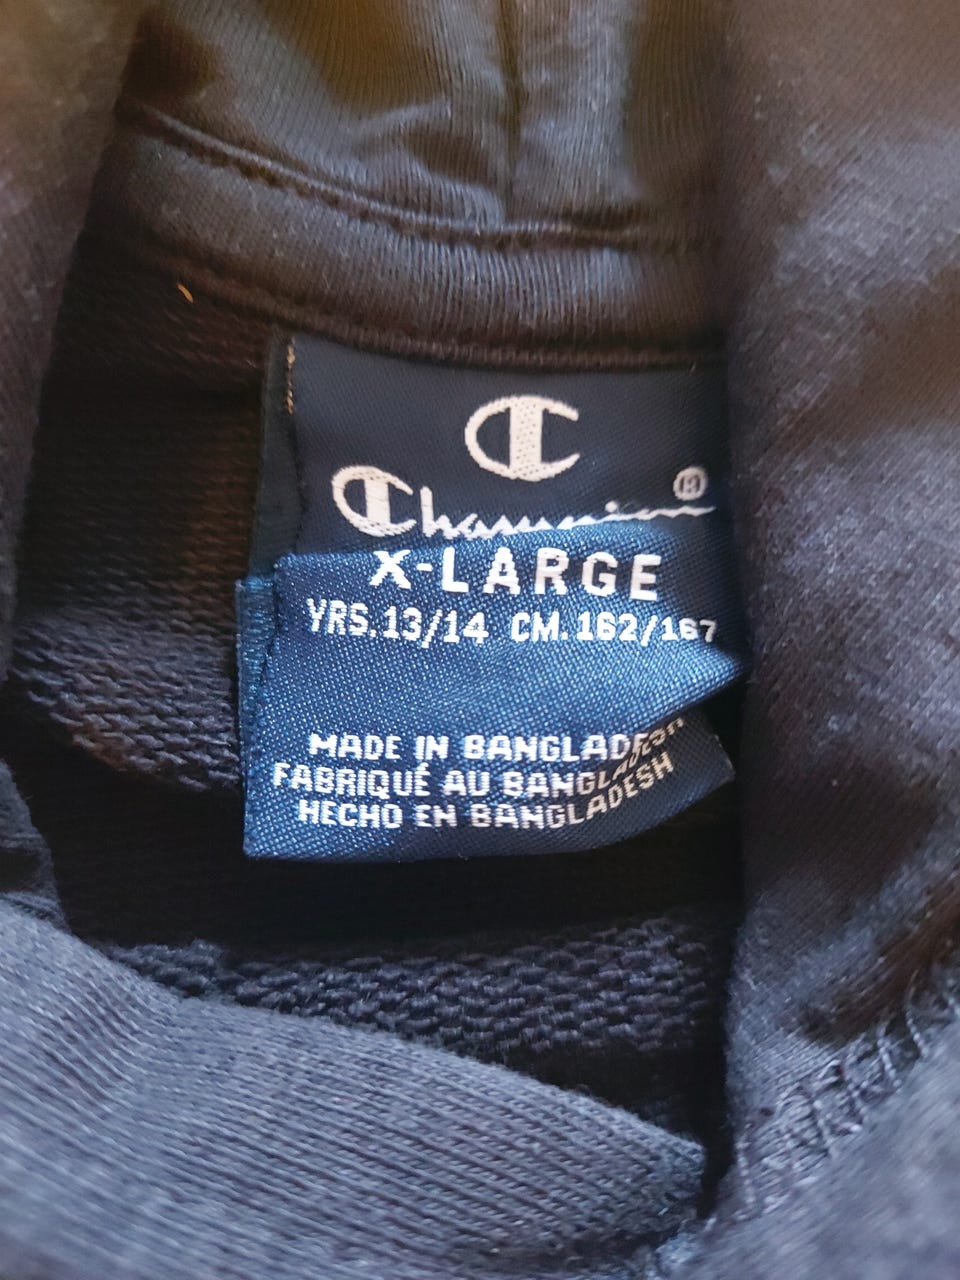 C
Champion ®
X-LARGE
YRS.13/14 CM.162/167
MADE IN BANGLADESH
FABRIQUÉ AU BANGLADESH
HECHO EN BANGLADESH